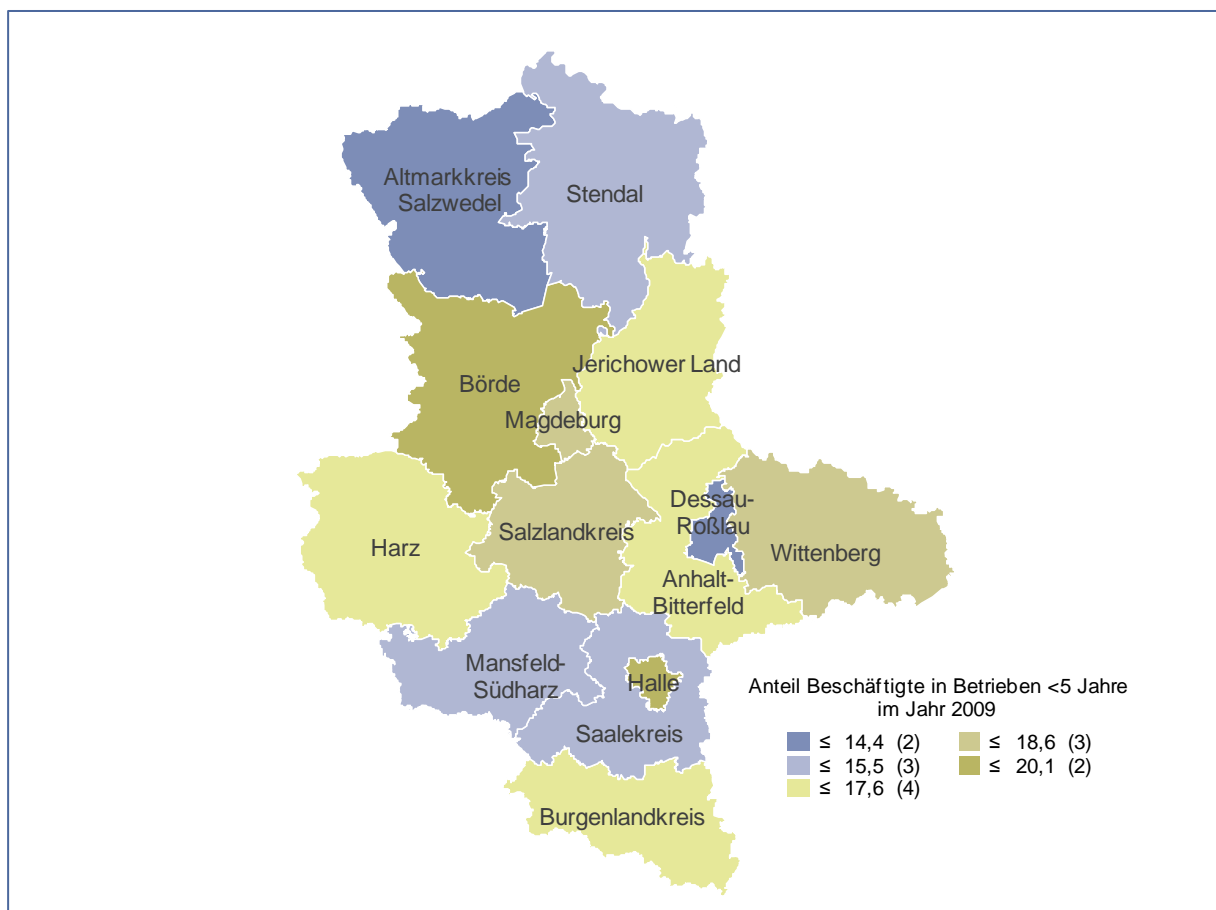 Altmarkkreis
Salzwedel
Stendal
Jerichower Land
Börde
Magdeburg
Dessau-
Roßlau
Salzlandkreis
Harz
Wittenberg
Anhalt-
Bitterfeld
Mansfeld-
Südharz
Halle
Saalekreis
Burgenlandkreis
Anteil Beschäftigte in Betrieben <5 Jahre
im Jahr 2009
≤ 14,4 (2)
≤ 15,5 (3)
≤ 17,6 (4)
≤ 18,6 (3)
≤ 20,1 (2)